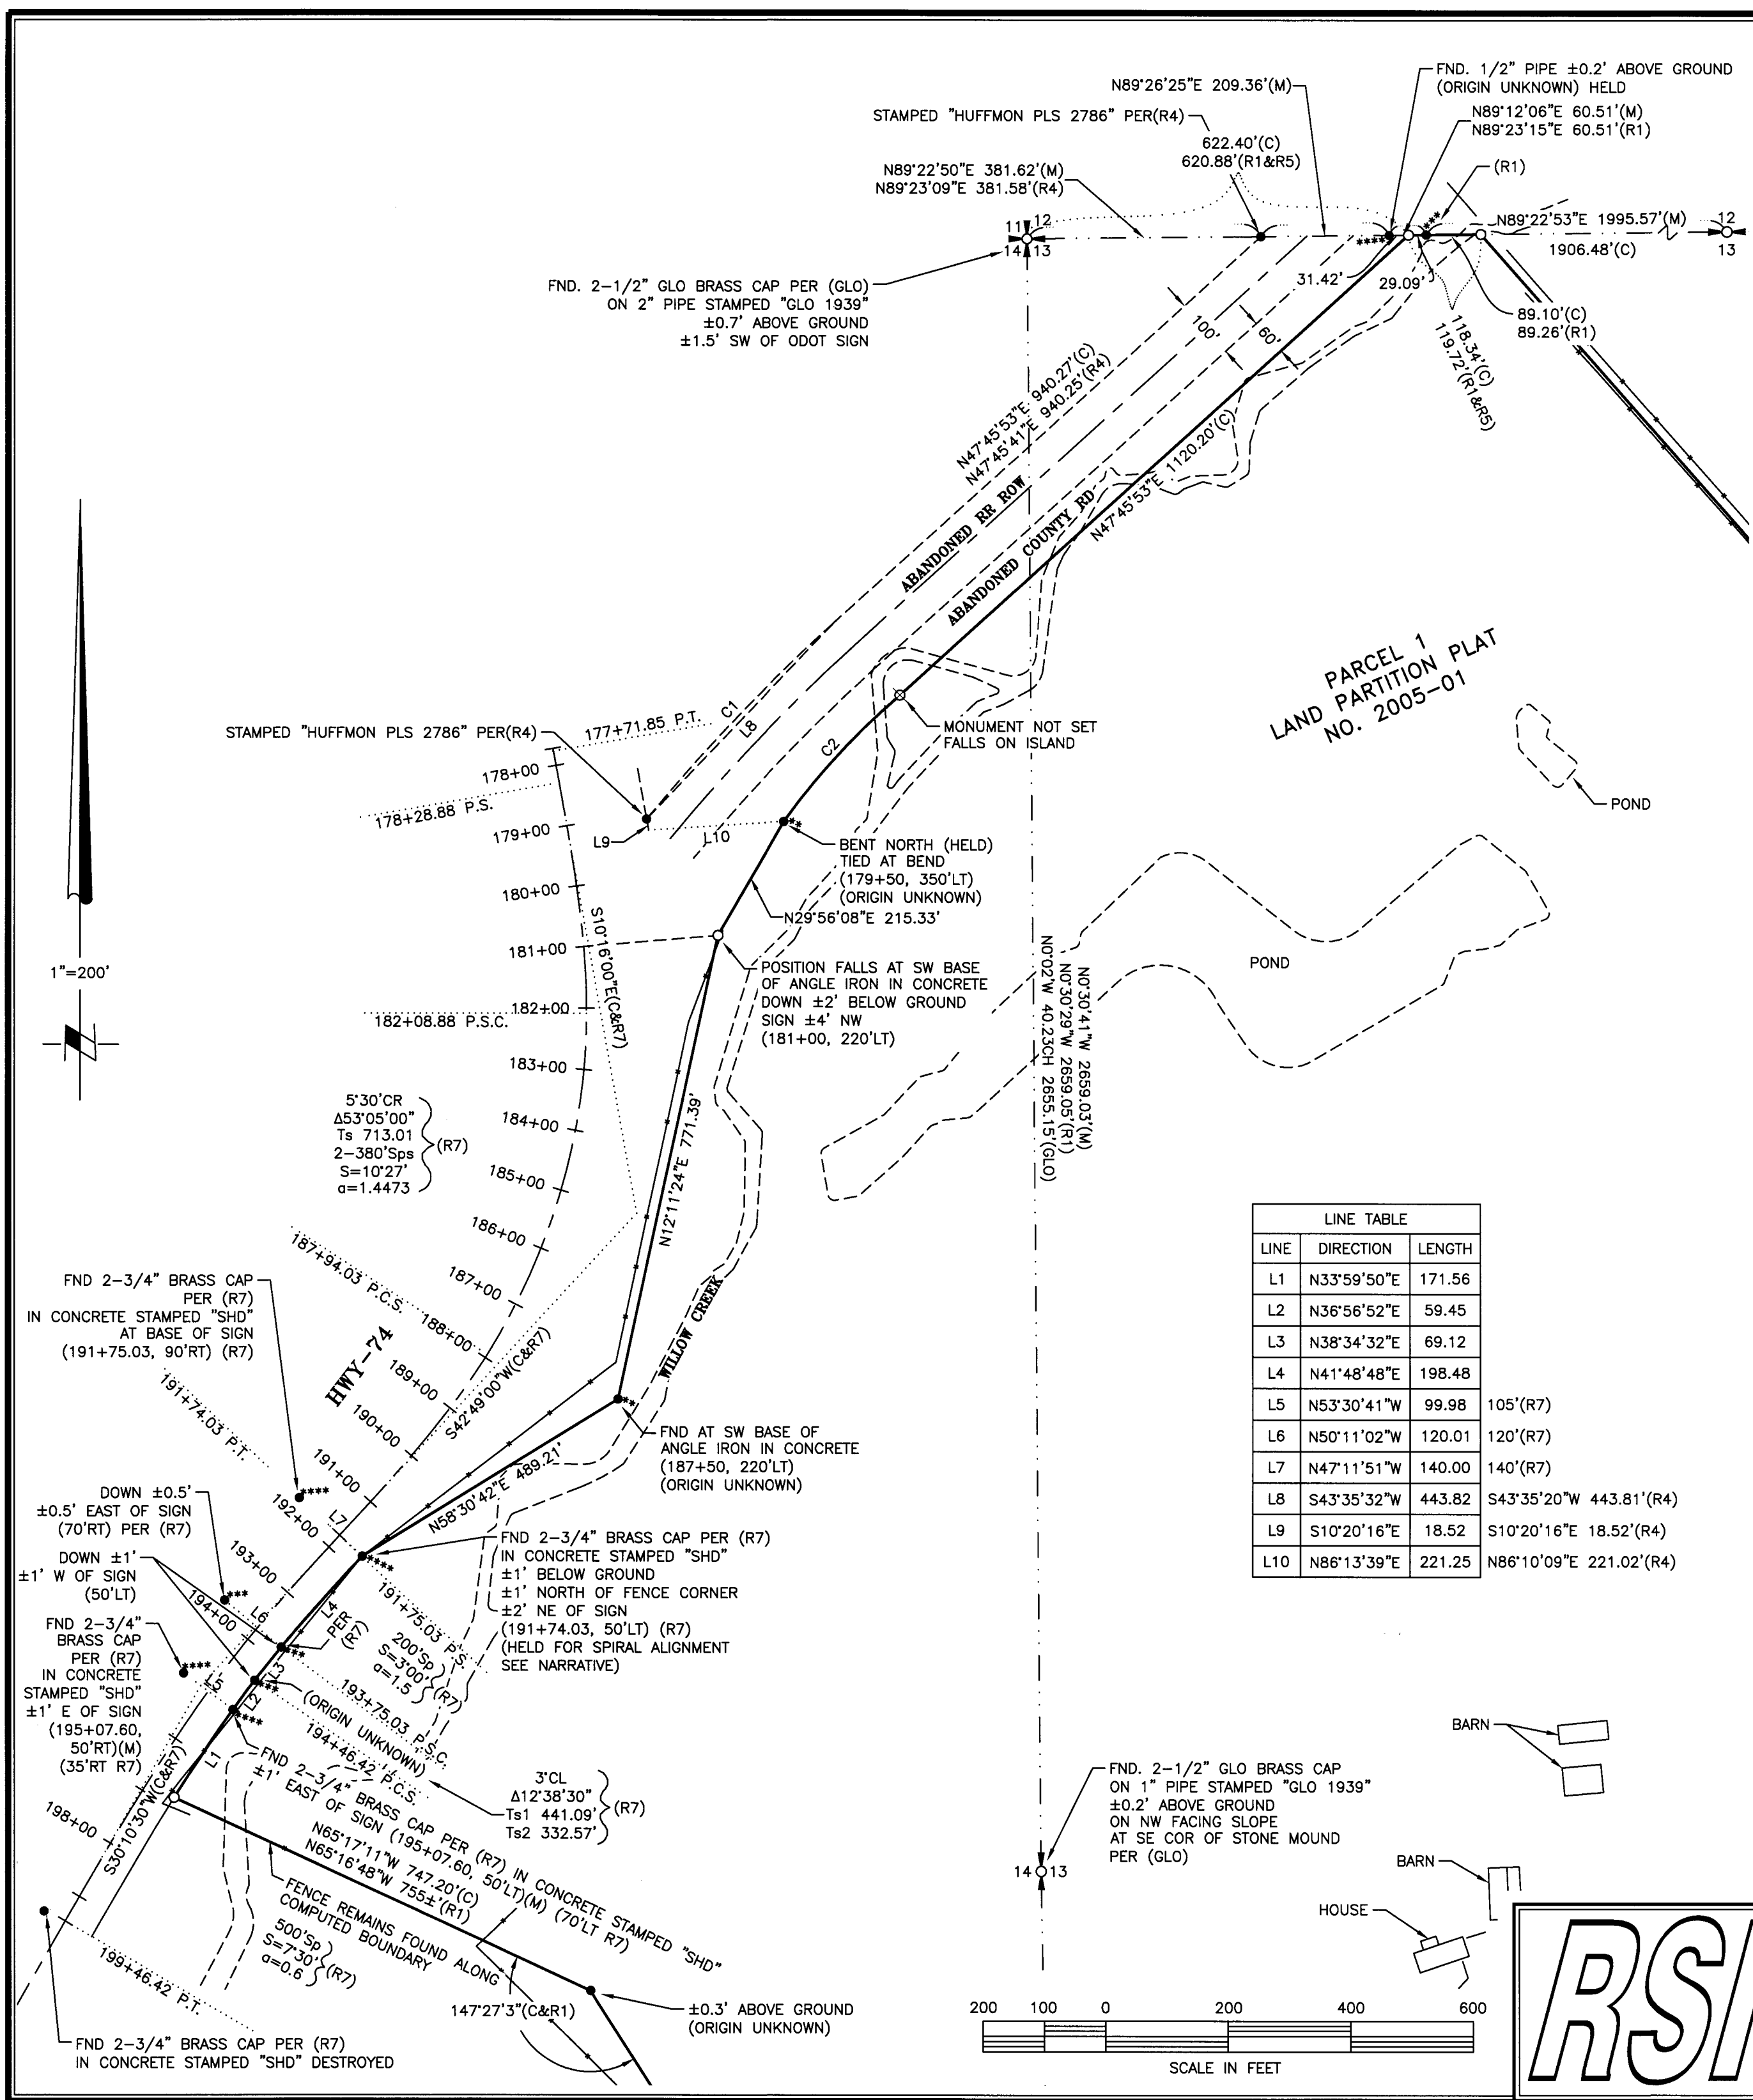 FND. 1/2" PIPE ±0.2' ABOVE GROUND
(ORIGIN UNKNOWN) HELD
N89°26'25"E 209.36'(M)
N89°12'06"E 60.51'(M)
N89°23'15"E 60.51'(R1)
STAMPED "HUFFMON PLS 2786" PER(R4)
622.40'(C)
620.88'(R1&R5)
(R1)
N89°22'50"E 381.62'(M)
N89°23'09"E 381.58'(R4)
11 12
14 13
****
***
N89°22'53"E 1995.57'(M)
1906.48'(C)
12
13
FND. 2-1/2" GLO BRASS CAP PER (GLO)
ON 2" PIPE STAMPED "GLO 1939"
±0.7' ABOVE GROUND
±1.5' SW OF ODOT SIGN
31.42'
29.09'
89.10'(C)
89.26'(R1)
118.34'(C)
119.72'(R1&R5)
100'
60'
N47°45'53"E 940.27'(C)
N47°45'41"E 940.25'(R4)
N47°45'53"E 1120.20'(C)
ABANDONED RR ROW
ABANDONED COUNTY RD
PARCEL 1
LAND PARTITION PLAT
NO. 2005-01
STAMPED "HUFFMON PLS 2786" PER(R4)
177+71.85 P.T.
C1
L8
C2
MONUMENT NOT SET
FALLS ON ISLAND
178+00
178+28.88 P.S.
179+00
L9
L10
**
POND
BENT NORTH (HELD)
TIED AT BEND
(179+50, 350'LT)
(ORIGIN UNKNOWN)
180+00
N29°56'08"E 215.33'
181+00
S10°16'00"E(C&R7)
1"=200'
POSITION FALLS AT SW BASE
OF ANGLE IRON IN CONCRETE
DOWN ±2' BELOW GROUND
SIGN ±4' NW
(181+00, 220'LT)
POND
182+00
182+08.88 P.S.C.
N0°30'41"W 2659.03'(M)
N0°30'29"W 2659.05'(R1)
N0°02'W 40.23CH 2655.15'(GLO)
183+00
5°30'CR
Δ53°05'00"
Ts 713.01
2-380'Sps
S=10°27'
a=1.4473
(R7)
184+00
185+00
N12°11'24"E 771.39'
186+00
187+00
187+94.03 P.C.S.
188+00
LINE TABLE
LINE DIRECTION LENGTH
L1 N33°59'50"E 171.56
L2 N36°56'52"E 59.45
L3 N38°34'32"E 69.12
L4 N41°48'48"E 198.48
L5 N53°30'41"W 99.98 105'(R7)
L6 N50°11'02"W 120.01 120'(R7)
L7 N47°11'51"W 140.00 140'(R7)
L8 S43°35'32"W 443.82 S43°35'20"W 443.81'(R4)
L9 S10°20'16"E 18.52 S10°20'16"E 18.52'(R4)
L10 N86°13'39"E 221.25 N86°10'09"E 221.02'(R4)
FND 2-3/4" BRASS CAP
PER (R7)
IN CONCRETE STAMPED "SHD"
AT BASE OF SIGN
(191+75.03, 90'RT) (R7)
HWY-74
WILLOW CREEK
189+00
190+00
S42°49'00"W(C&R7)
191+74.03 P.T.
191+00
**
FND AT SW BASE OF
ANGLE IRON IN CONCRETE
(187+50, 220'LT)
(ORIGIN UNKNOWN)
N58°30'42"E 489.21'
****
192+00
L7
DOWN ±0.5'
±0.5' EAST OF SIGN
(70'RT) PER (R7)
FND 2-3/4" BRASS CAP PER (R7)
IN CONCRETE STAMPED "SHD"
±1' BELOW GROUND
±1' NORTH OF FENCE CORNER
±2' NE OF SIGN
(191+74.03, 50'LT) (R7)
(HELD FOR SPIRAL ALIGNMENT
SEE NARRATIVE)
****
193+00
DOWN ±1'
±1' W OF SIGN
(50'LT)
***
194+00
L6
L4
PER
(R7)
191+75.03 P.S.
200'Sp
S=3°00'
a=1.5
(R7)
FND 2-3/4"
BRASS CAP
PER (R7)
IN CONCRETE
STAMPED "SHD"
±1' E OF SIGN
(195+07.60,
50'RT)(M)
(35'RT R7)
****
***
L5
L3
L2
***
****
193+75.03 P.S.C.
(ORIGIN UNKNOWN)
194+46.42 P.C.S.
L1
FND 2-3/4" BRASS CAP PER (R7) IN CONCRETE STAMPED "SHD"
±1' EAST OF SIGN (195+07.60, 50'LT)(M) (70'LT R7)
3°CL
Δ12°38'30"
Ts1 441.09'
Ts2 332.57'
(R7)
198+00
S30°10'30"W(C&R7)
N65°17'11"W 747.20'(C)
N65°16'48"W 755±'(R1)
FENCE REMAINS FOUND ALONG
COMPUTED BOUNDARY
500'Sp
S=7°30'
a=0.6
(R7)
199+46.42 P.T.
FND 2-3/4" BRASS CAP PER (R7)
IN CONCRETE STAMPED "SHD" DESTROYED
147°27'3"(C&R1)
±0.3' ABOVE GROUND
(ORIGIN UNKNOWN)
BARN
FND. 2-1/2" GLO BRASS CAP
ON 1" PIPE STAMPED "GLO 1939"
±0.2' ABOVE GROUND
ON NW FACING SLOPE
AT SE COR OF STONE MOUND
PER (GLO)
14 13
BARN
HOUSE
200 100 0 200 400 600
SCALE IN FEET
RSI